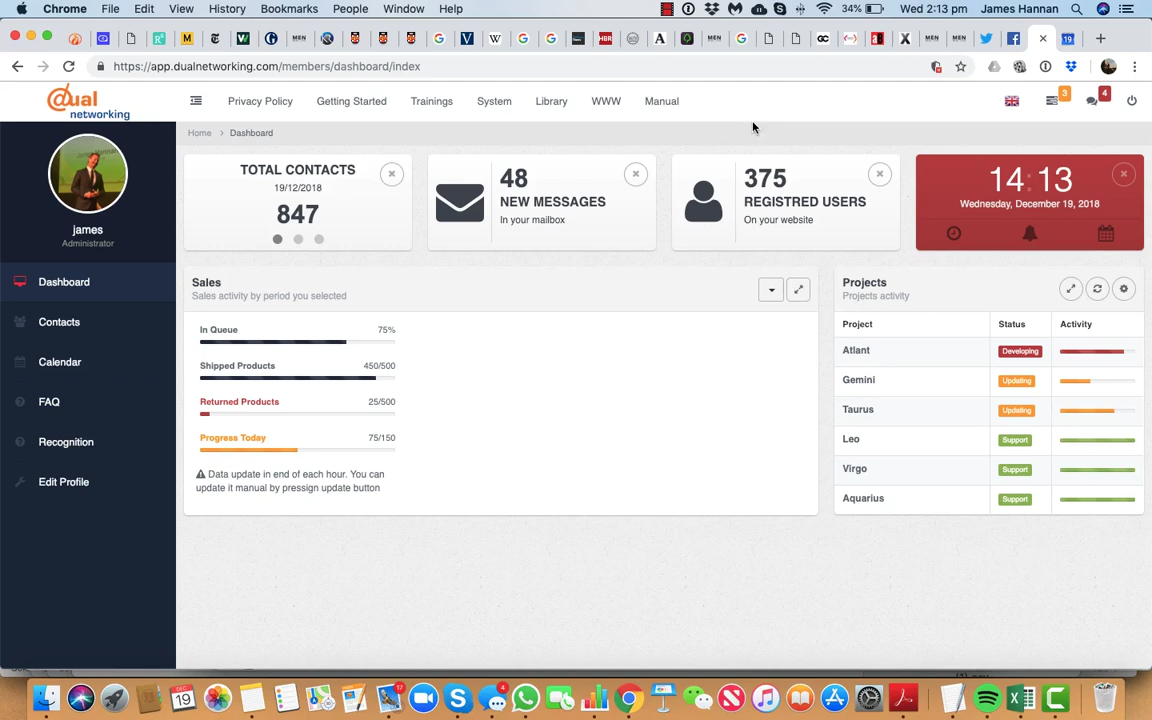 Chrome File Edit View History Bookmarks People Window Help 34% Wed 2:13 pm James Hannan
https://app.dualnetworking.com/members/dashboard/index
@ual networking
Privacy Policy Getting Started Trainings System Library WWW Manual 3 4
Home > Dashboard
james
Administrator
Dashboard
Contacts
Calendar
FAQ
Recognition
Edit Profile
TOTAL CONTACTS
19/12/2018
847
48
NEW MESSAGES
In your mailbox
375
REGISTRED USERS
On your website
14:13
Wednesday, December 19, 2018
Sales
Sales activity by period you selected
In Queue 75%
Shipped Products 450/500
Returned Products 25/500
Progress Today 75/150
Data update in end of each hour. You can
update it manual by pressign update button
Projects
Projects activity
Project Status Activity
Atlant Developing
Gemini Updating
Taurus Updating
Leo Support
Virgo Support
Aquarius Support